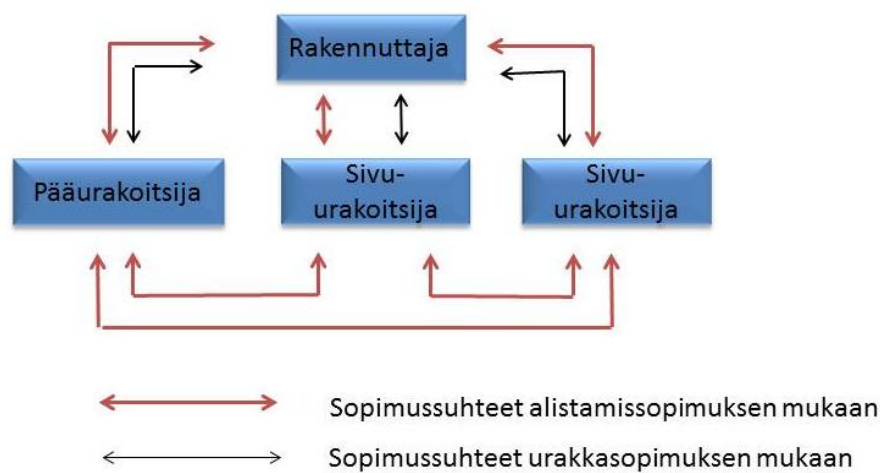 Rakennuttaja
Pääurakoitsija
Sivu-
urakoitsija
Sivu-
urakoitsija
Sopimussuhteet alistamissopimuksen mukaan
Sopimussuhteet urakkasopimuksen mukaan